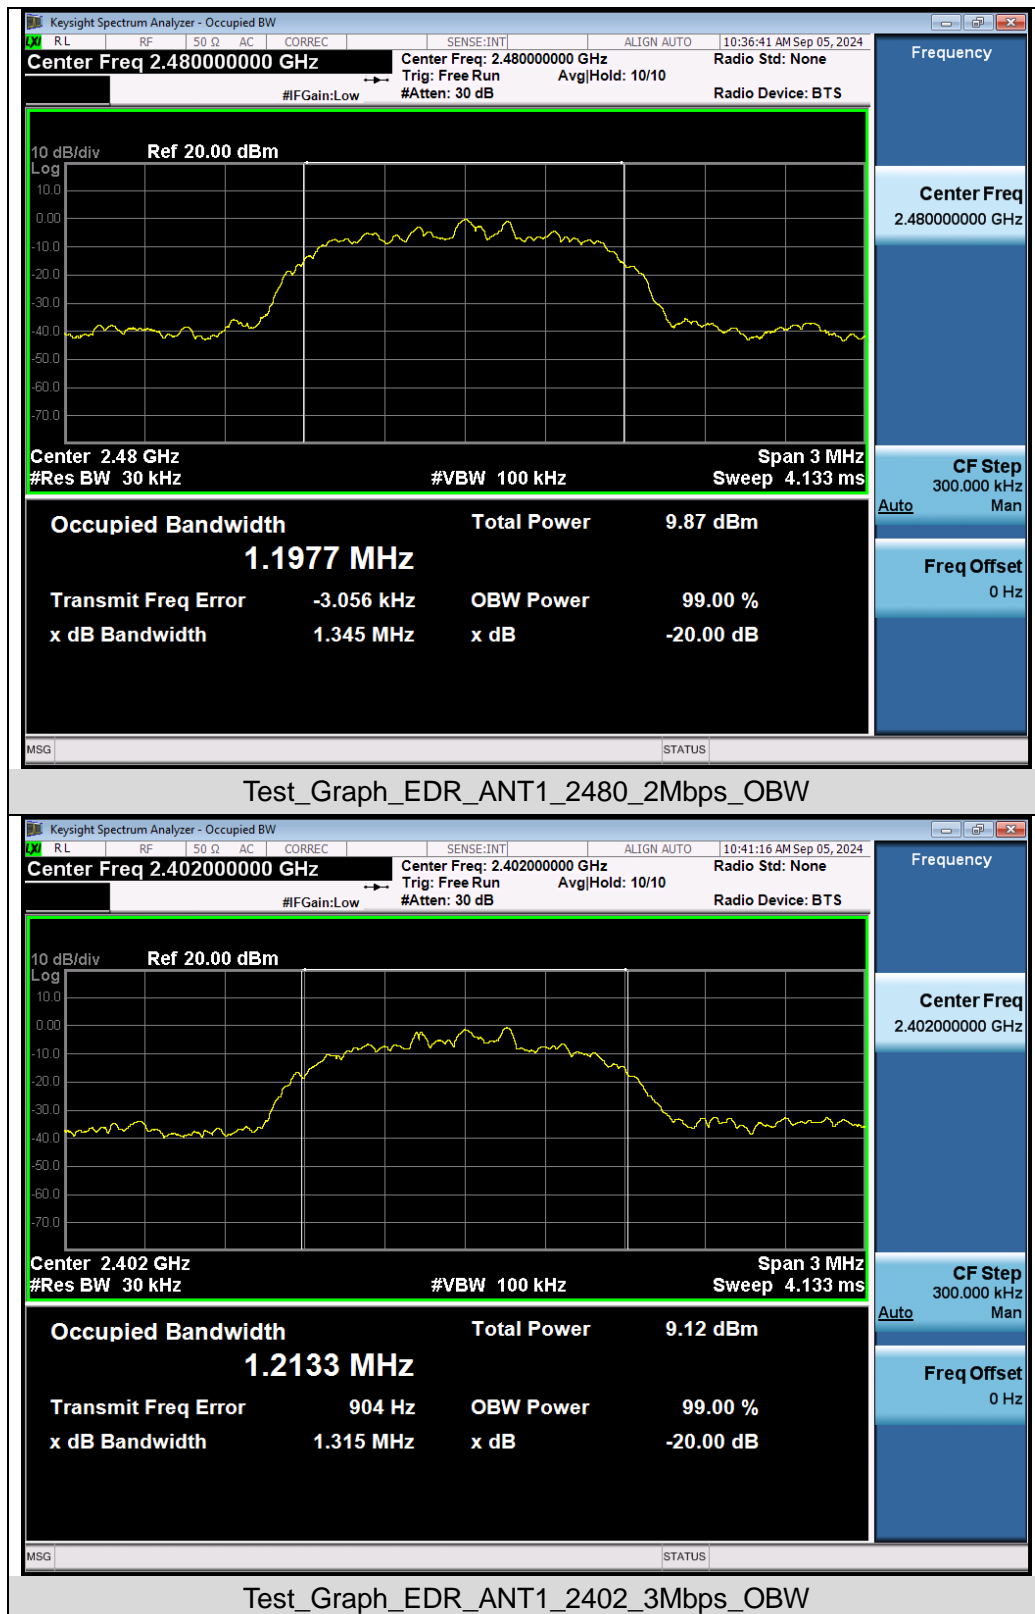 Keysight Spectrum Analyzer - Occupied BW
LXI RL RF 50 Ω AC CORREC SENSE:INT ALIGN AUTO 10:36:41 AM Sep 05, 2024
Center Freq 2.480000000 GHz Center Freq: 2.480000000 GHz Radio Std: None
Trig: Free Run Avg|Hold: 10/10
#IFGain:Low #Atten: 30 dB Radio Device: BTS
Frequency
10 dB/div Ref 20.00 dBm
Log
10.0
0.00
-10.0
-20.0
-30.0
-40.0
-50.0
-60.0
-70.0
Center 2.48 GHz Span 3 MHz
#Res BW 30 kHz #VBW 100 kHz Sweep 4.133 ms
Center Freq
2.480000000 GHz
CF Step
300.000 kHz
Auto Man
Freq Offset
0 Hz
Occupied Bandwidth Total Power 9.87 dBm
1.1977 MHz
Transmit Freq Error -3.056 kHz OBW Power 99.00 %
x dB Bandwidth 1.345 MHz x dB -20.00 dB
MSG STATUS
Test_Graph_EDR_ANT1_2480_2Mbps_OBW
Keysight Spectrum Analyzer - Occupied BW
LXI RL RF 50 Ω AC CORREC SENSE:INT ALIGN AUTO 10:41:16 AM Sep 05, 2024
Center Freq 2.402000000 GHz Center Freq: 2.402000000 GHz Radio Std: None
Trig: Free Run Avg|Hold: 10/10
#IFGain:Low #Atten: 30 dB Radio Device: BTS
Frequency
10 dB/div Ref 20.00 dBm
Log
10.0
0.00
-10.0
-20.0
-30.0
-40.0
-50.0
-60.0
-70.0
Center 2.402 GHz Span 3 MHz
#Res BW 30 kHz #VBW 100 kHz Sweep 4.133 ms
Center Freq
2.402000000 GHz
CF Step
300.000 kHz
Auto Man
Freq Offset
0 Hz
Occupied Bandwidth Total Power 9.12 dBm
1.2133 MHz
Transmit Freq Error 904 Hz OBW Power 99.00 %
x dB Bandwidth 1.315 MHz x dB -20.00 dB
MSG STATUS
Test_Graph_EDR_ANT1_2402_3Mbps_OBW